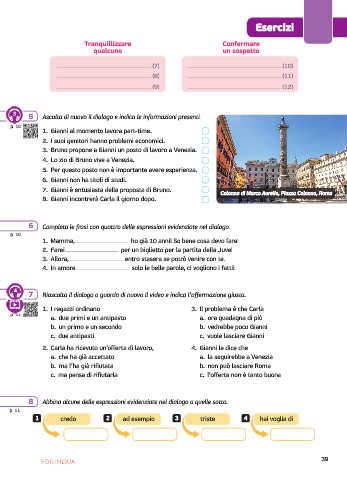 Esercizi
Tranquillizzare qualcuno
Confermare un sospetto
(7)
(8)
(9)
(10)
(11)
(12)
5 Ascolta di nuovo il dialogo e indica le informazioni presenti.
p. 10
1. Gianni al momento lavora part-time.
2. I suoi genitori hanno problemi economici.
3. Bruno propone a Gianni un posto di lavoro a Venezia.
4. Lo zio di Bruno vive a Venezia.
5. Per questo posto non è importante avere esperienza.
6. Gianni non ha titoli di studi.
7. Gianni è entusiasta della proposta di Bruno.
8. Gianni incontrerà Carla il giorno dopo.
Colonna di Marco Aurelio, Piazza Colonna, Roma
6 Completa le frasi con quattro delle espressioni evidenziate nel dialogo.
p. 10
1. Mamma, ho già 10 anni! So bene cosa devo fare!
2. Farei per un biglietto per la partita della Juve!
3. Allora, entro stasera se potrò venire con te.
4. In amore solo le belle parole, ci vogliono i fatti!
7 Riascolta il dialogo o guarda di nuovo il video e indica l'affermazione giusta.
p. 11
1. I ragazzi ordinano
a. due primi e un antipasto
b. un primo e un secondo
c. due antipasti
2. Carla ha ricevuto un'offerta di lavoro,
a. che ha già accettato
b. ma l'ha già rifiutata
c. ma pensa di rifiutarla
3. Il problema è che Carla
a. ora guadagna di più
b. vedrebbe poco Gianni
c. vuole lasciare Gianni
4. Gianni le dice che
a. la seguirebbe a Venezia
b. non può lasciare Roma
c. l'offerta non è tanto buona
8 Abbina alcune delle espressioni evidenziate nel dialogo a quelle sotto.
p. 11
1 credo
2 ad esempio
3 triste
4 hai voglia di
EDILINGUA
39